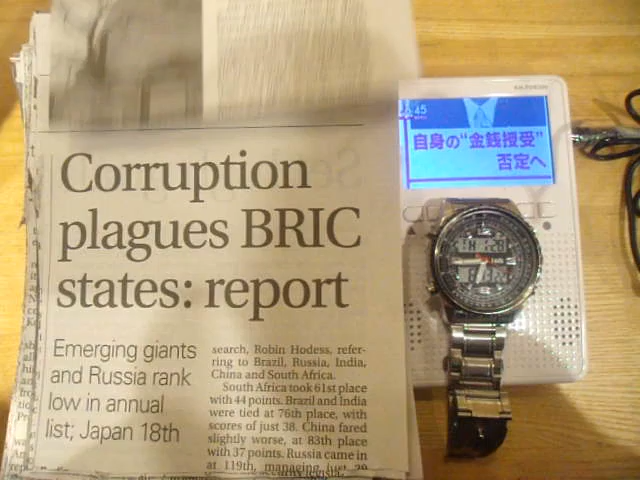 Corruption
plagues BRIC
states: report
Emerging giants
and Russia rank
low in annual
list; Japan 18th
search, Robin Hodess, refer-
ring to Brazil, Russia, India,
China and South Africa.
South Africa took 61st place
with 44 points. Brazil and India
were tied at 76th place, with
scores of just 38. China fared
slightly worse, at 83th place
with 37 points. Russia came in
at 119th, managing just 29
45
自身の“金銭授受”
否定へ